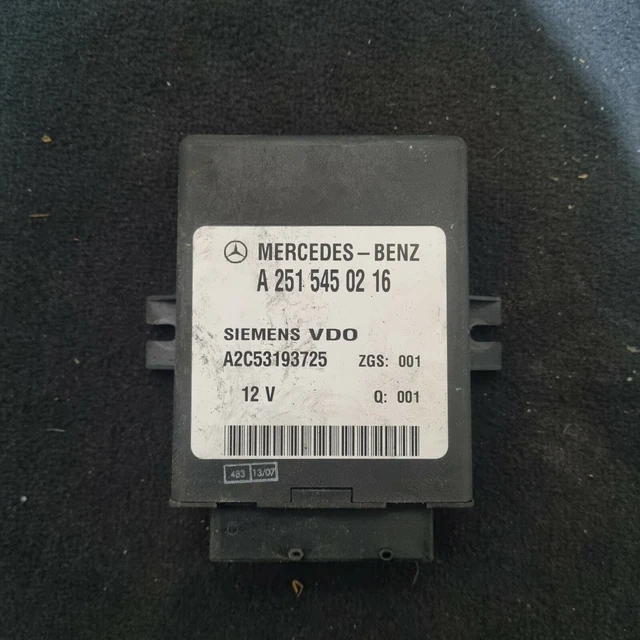 MERCEDES-BENZ
A 251 545 02 16
SIEMENS VDO
A2C53193725 ZGS: 001
12 V Q: 001
483 13/07